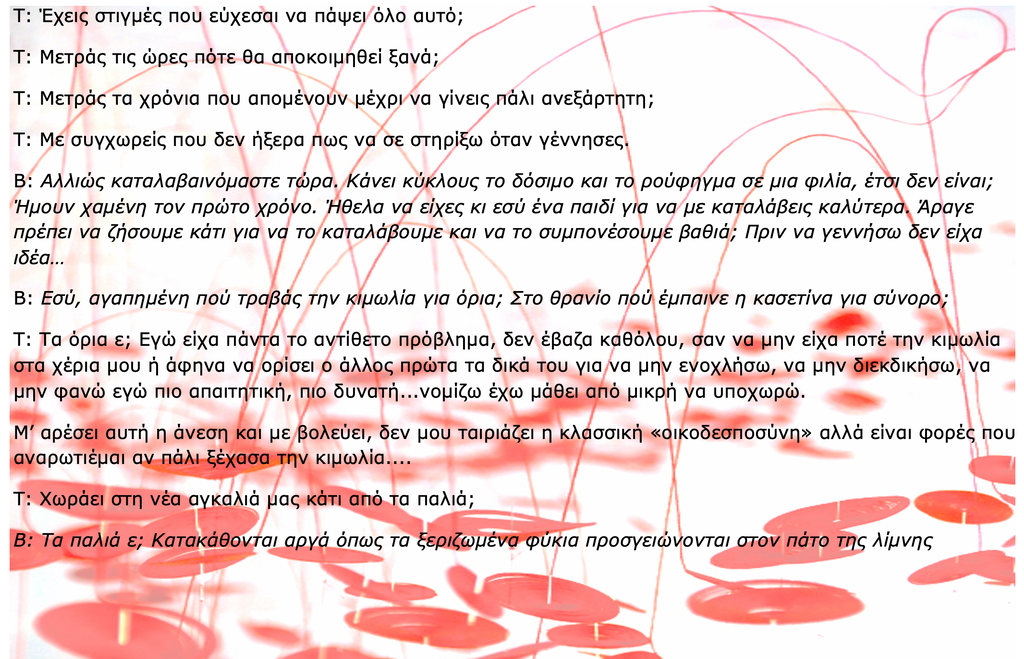 Τ: Έχεις στιγμές που εύχεσαι να πάψει όλο αυτό;
Τ: Μετράς τις ώρες πότε θα αποκοιμηθεί ξανά;
Τ: Μετράς τα χρόνια που απομένουν μέχρι να γίνεις πάλι ανεξάρτητη;
Τ: Με συγχωρείς που δεν ήξερα πως να σε στηρίξω όταν γέννησες.
Β: Αλλιώς καταλαβαινόμαστε τώρα. Κάνει κύκλους το δόσιμο και το ρούφηγμα σε μια φιλία, έτσι δεν είναι;
Ήμουν χαμένη τον πρώτο χρόνο. Ήθελα να είχες κι εσύ ένα παιδί για να με καταλάβεις καλύτερα. Άραγε
πρέπει να ζήσουμε κάτι για να το καταλάβουμε και να το συμπονέσουμε βαθιά; Πριν να γεννήσω δεν είχα
ιδέα...
Β: Εσύ, αγαπημένη πού τραβάς την κιμωλία για όρια; Στο θρανίο πού έμπαινε η κασετίνα για σύνορο;
Τ: Τα όρια ε; Εγώ είχα πάντα το αντίθετο πρόβλημα, δεν έβαζα καθόλου, σαν να μην είχα ποτέ την κιμωλία
στα χέρια μου ή άφηνα να ορίσει ο άλλος πρώτα τα δικά του για να μην ενοχλήσω, να μην διεκδικήσω, να
μην φανώ εγώ πιο απαιτητική, πιο δυνατή...νομίζω έχω μάθει από μικρή να υποχωρώ.
Μ' αρέσει αυτή η άνεση και με βολεύει, δεν μου ταιριάζει η κλασσική «οικοδεσποσύνη» αλλά είναι φορές που
αναρωτιέμαι αν πάλι ξέχασα την κιμωλία....
Τ: Χωράει στη νέα αγκαλιά μας κάτι από τα παλιά;
Β: Τα παλιά ε; Κατακάθονται αργά όπως τα ξεριζωμένα φύκια προσγειώνονται στον πάτο της λίμνης